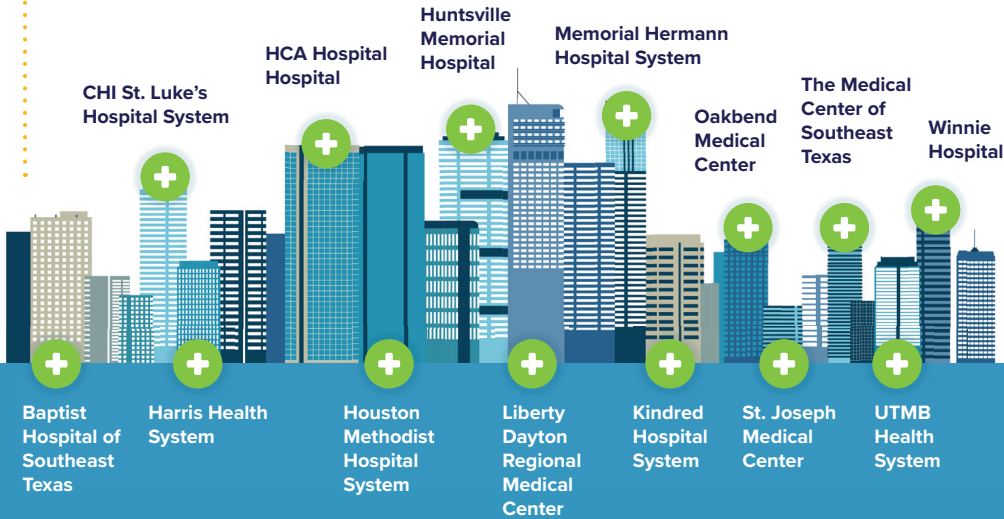 CHI St. Luke's
Hospital System
HCA Hospital
Hospital
Huntsville
Memorial
Hospital
Memorial Hermann
Hospital System
Oakbend
Medical
Center
The Medical
Center of
Southeast
Texas
Winnie
Hospital
Baptist
Hospital of
Southeast
Texas
Harris Health
System
Houston
Methodist
Hospital
System
Liberty
Dayton
Regional
Medical
Center
Kindred
Hospital
System
St. Joseph
Medical
Center
UTMB
Health
System